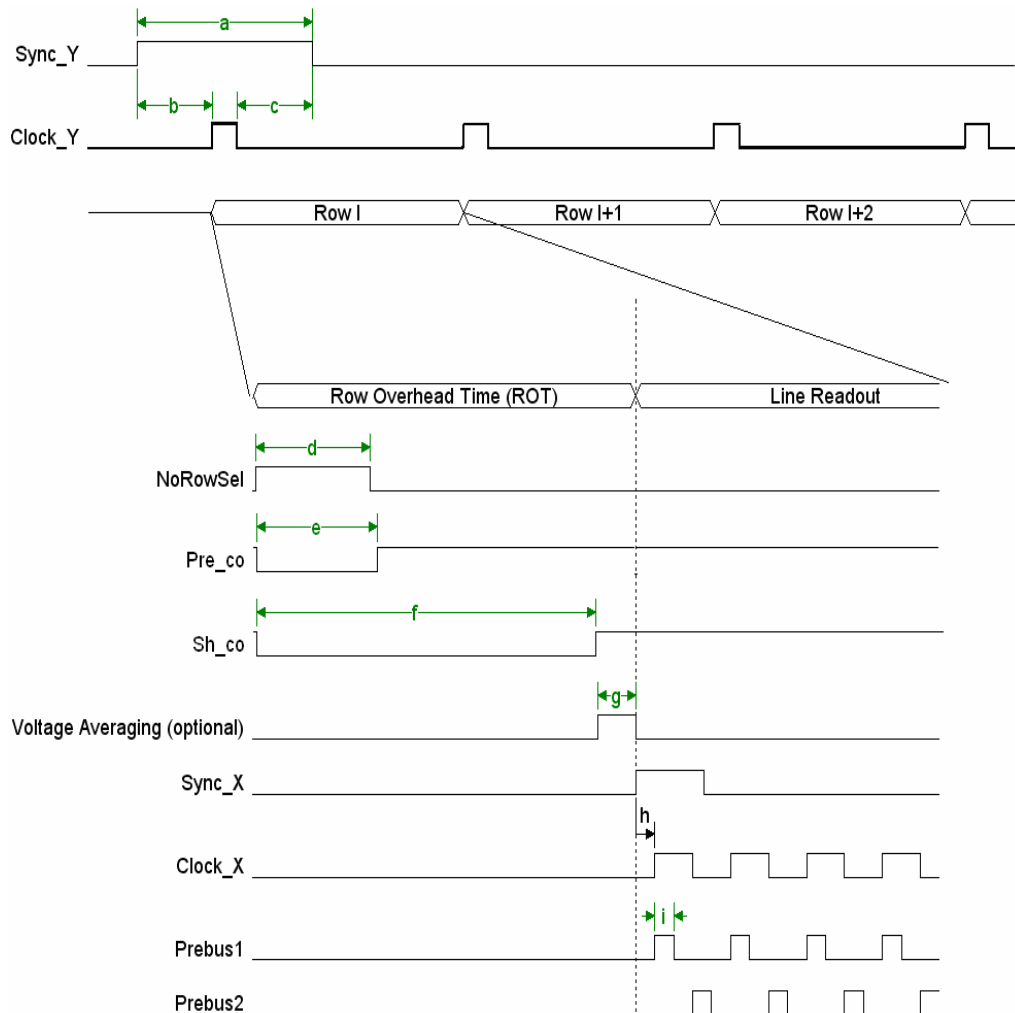 a
Sync_Y
b c
Clock_Y
Row I Row I+1 Row I+2
Row Overhead Time (ROT) Line Readout
d
NoRowSel
e
Pre_co
f
Sh_co
g
Voltage Averaging (optional)
Sync_X
h
Clock_X
i
Prebus1
Prebus2